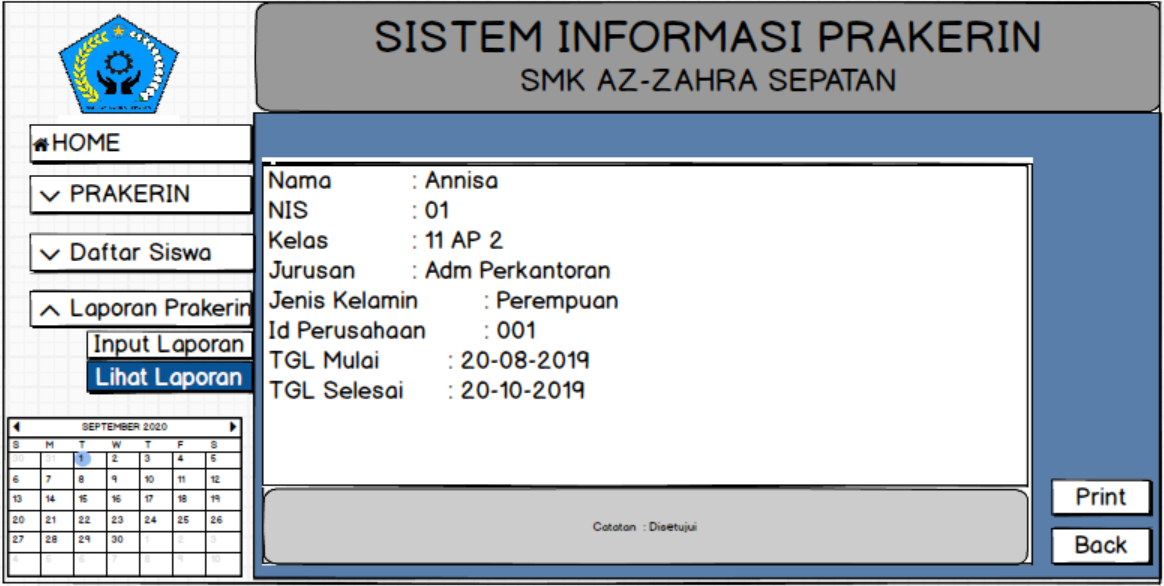 SISTEM INFORMASI PRAKERIN
SMK AZ-ZAHRA SEPATAN
HOME
PRAKERIN
Daftar Siswa
Laporan Prakerin
Input Laporan
Lihat Laporan
SEPTEMBER 2020
S M T W T F S
30 31 1 2 3 4 5
6 7 8 9 10 11 12
13 14 15 16 17 18 19
20 21 22 23 24 25 26
27 28 29 30 1 2 3
4 5 6 7 8 9 10
Nama : Annisa
NIS : 01
Kelas : 11 AP 2
Jurusan : Adm Perkantoran
Jenis Kelamin : Perempuan
Id Perusahaan : 001
TGL Mulai : 20-08-2019
TGL Selesai : 20-10-2019
Catatan : Disetujui
Print
Back